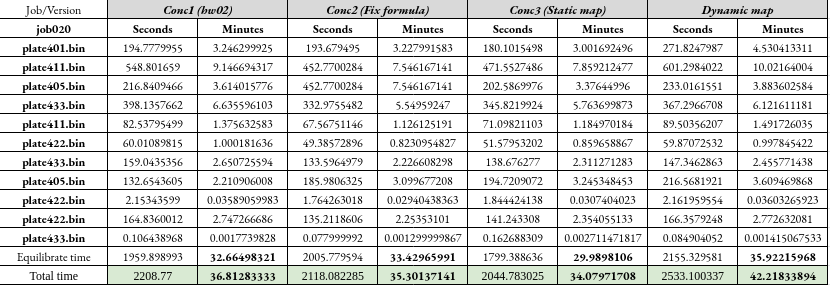 Job/Version Conc1 (hw02) Conc2 (Fix formula) Conc3 (Static map) Dynamic map
job020 Seconds Minutes Seconds Minutes Seconds Minutes Seconds Minutes
plate401.bin 194.7779955 3.246299925 193.679495 3.227991583 180.1015498 3.001692496 271.8247987 4.530413311
plate411.bin 548.801659 9.146694317 452.7700284 7.546167141 471.5527486 7.859212477 601.2984022 10.02164004
plate405.bin 216.8409466 3.614015776 452.7700284 7.546167141 202.5869976 3.37644996 233.0161551 3.883602584
plate433.bin 398.1357662 6.635596103 332.9755482 5.54959247 345.8219924 5.763699873 367.2966708 6.121611181
plate411.bin 82.53795499 1.375632583 67.56751146 1.126125191 71.09821103 1.184970184 89.50356207 1.491726035
plate422.bin 60.01089815 1.000181636 49.38572896 0.8230954827 51.57953202 0.859658867 59.87072532 0.997845422
plate433.bin 159.0435356 2.650725594 133.5964979 2.226608298 138.676277 2.311271283 147.3462863 2.455771438
plate405.bin 132.6543605 2.210906008 185.9806325 3.099677208 194.7209072 3.245348453 216.5681921 3.609469868
plate422.bin 2.15343599 0.03589059983 1.764263018 0.02940438363 1.844424138 0.0307404023 2.161959554 0.03603265923
plate422.bin 164.8360012 2.747266686 135.2118606 2.25353101 141.243308 2.354055133 166.3579248 2.772632081
plate433.bin 0.106438968 0.0017739828 0.077999992 0.001299999867 0.162688309 0.002711471817 0.084904052 0.001415067533
Equilibrate time 1959.898993 32.66498321 2005.779594 33.42965991 1799.388636 29.9898106 2155.329581 35.92215968
Total time 2208.77 36.81283333 2118.082285 35.30137141 2044.783025 34.07971708 2533.100337 42.21833894